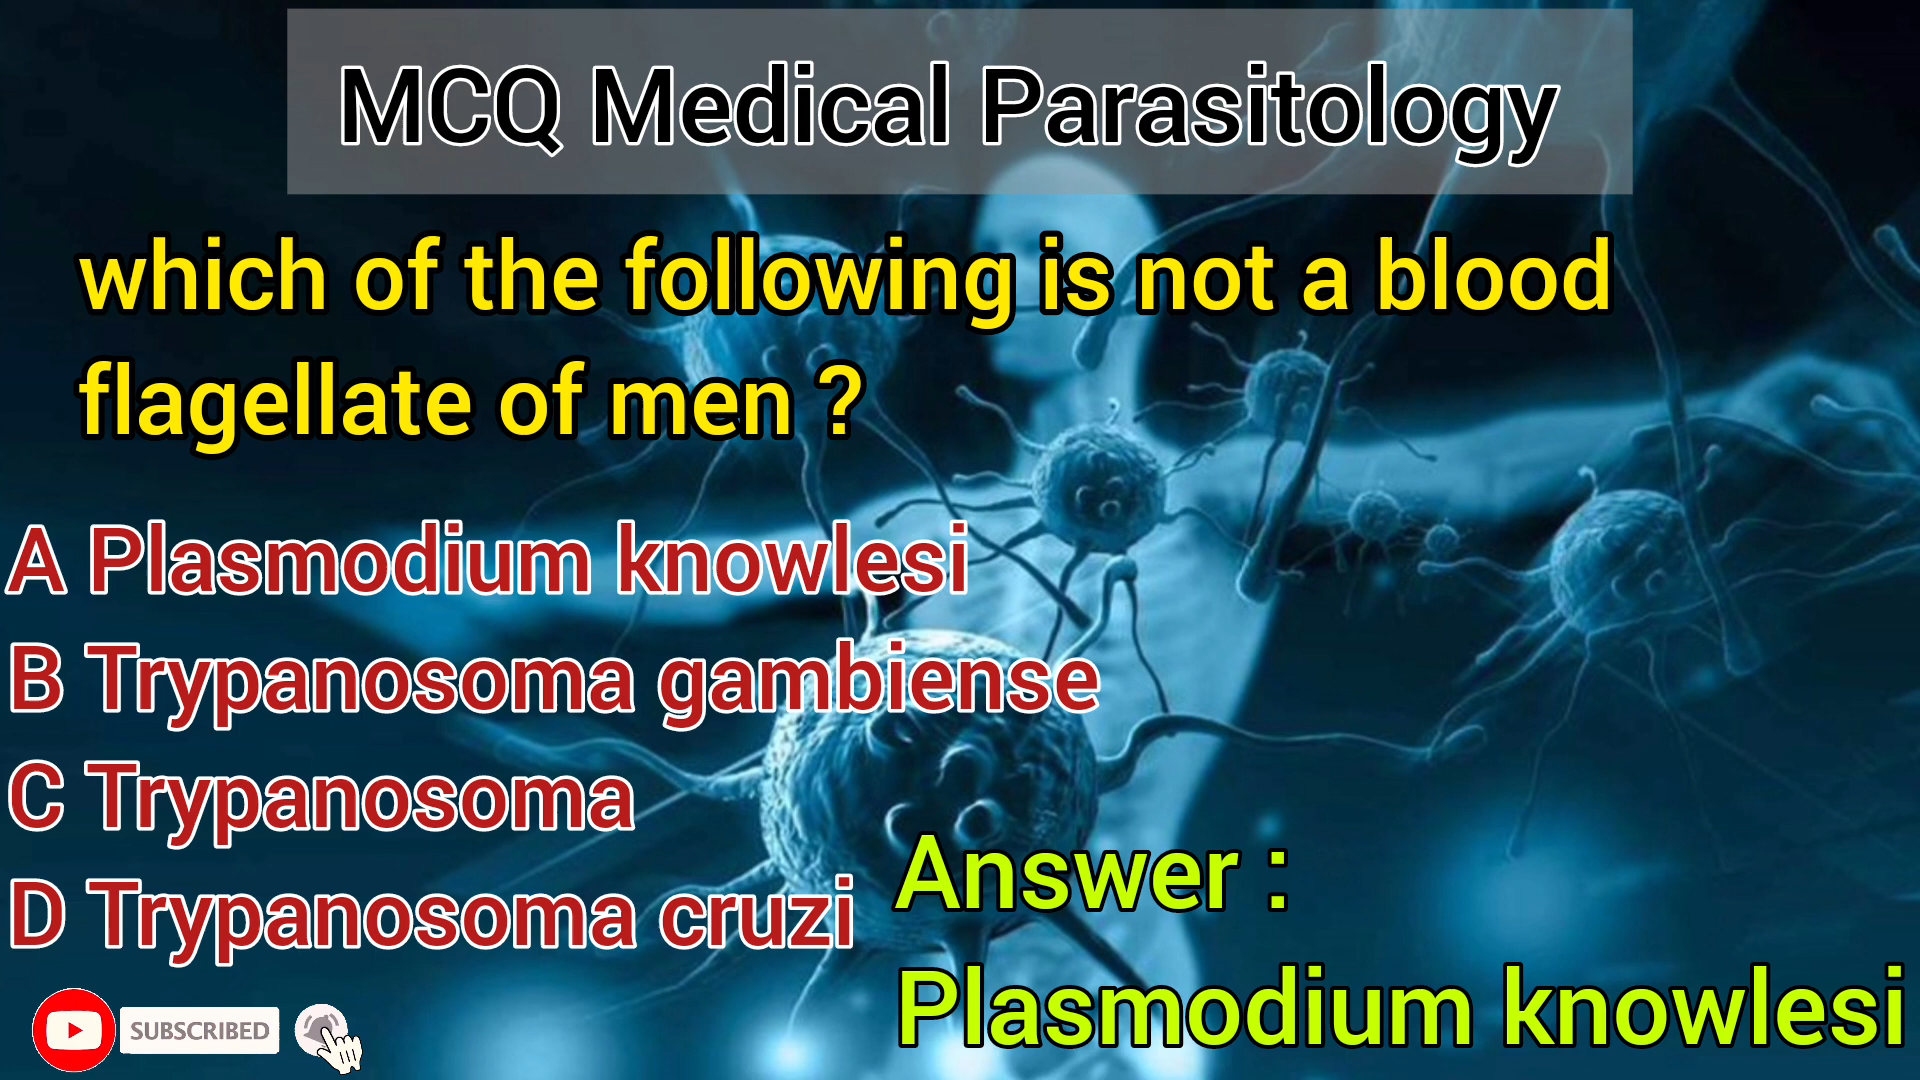 MCQ Medical Parasitology
which of the following is not a blood
flagellate of men ?
A Plasmodium knowlesi
B Trypanosoma gambiense
C Trypanosoma
D Trypanosoma cruzi
Answer :
Plasmodium knowlesi
SUBSCRIBED